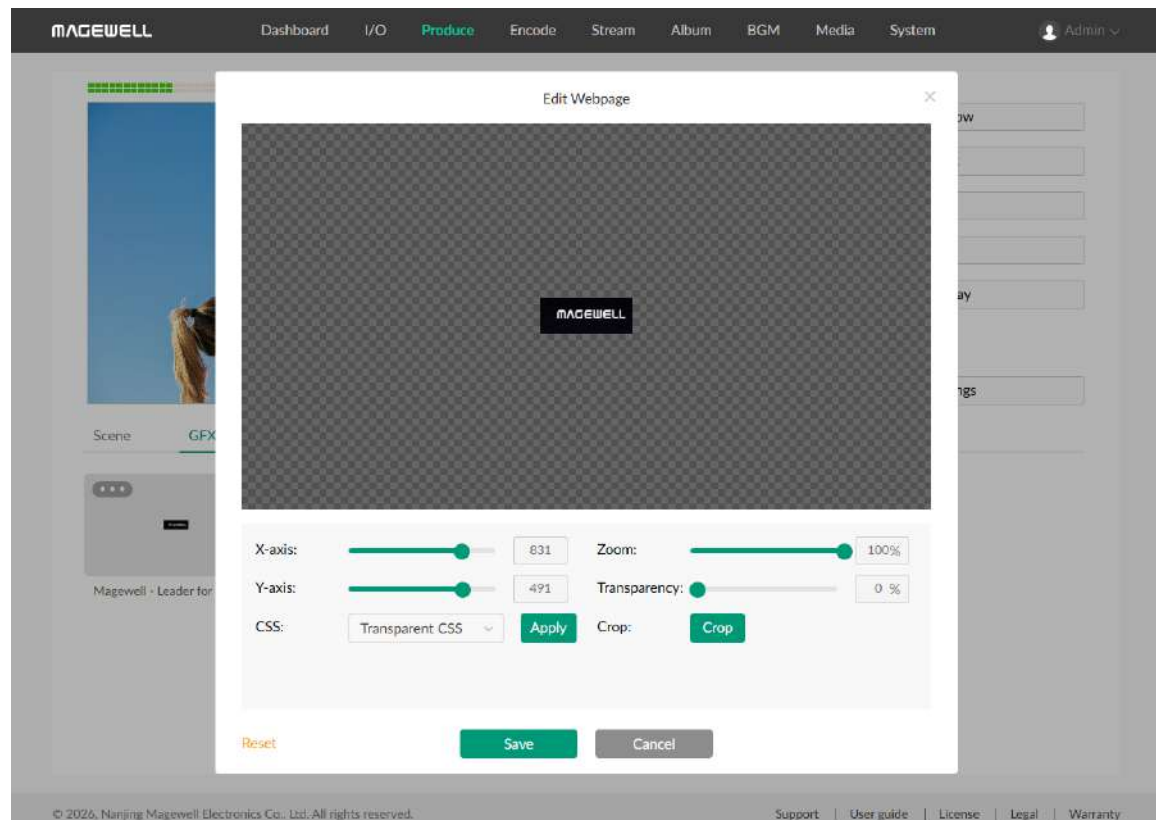 MAGEWELL Dashboard I/O Produce Encode Stream Album BGM Media System Admin
Edit Webpage
MAGEWELL
Scene GFX
Magewell - Leader for
X-axis: 831 Zoom: 100%
Y-axis: 491 Transparency: 0 %
CSS: Transparent CSS Apply Crop: Crop
Reset Save Cancel
© 2026, Nanjing Magewell Electronics Co., Ltd. All rights reserved. Support | User guide | License | Legal | Warranty